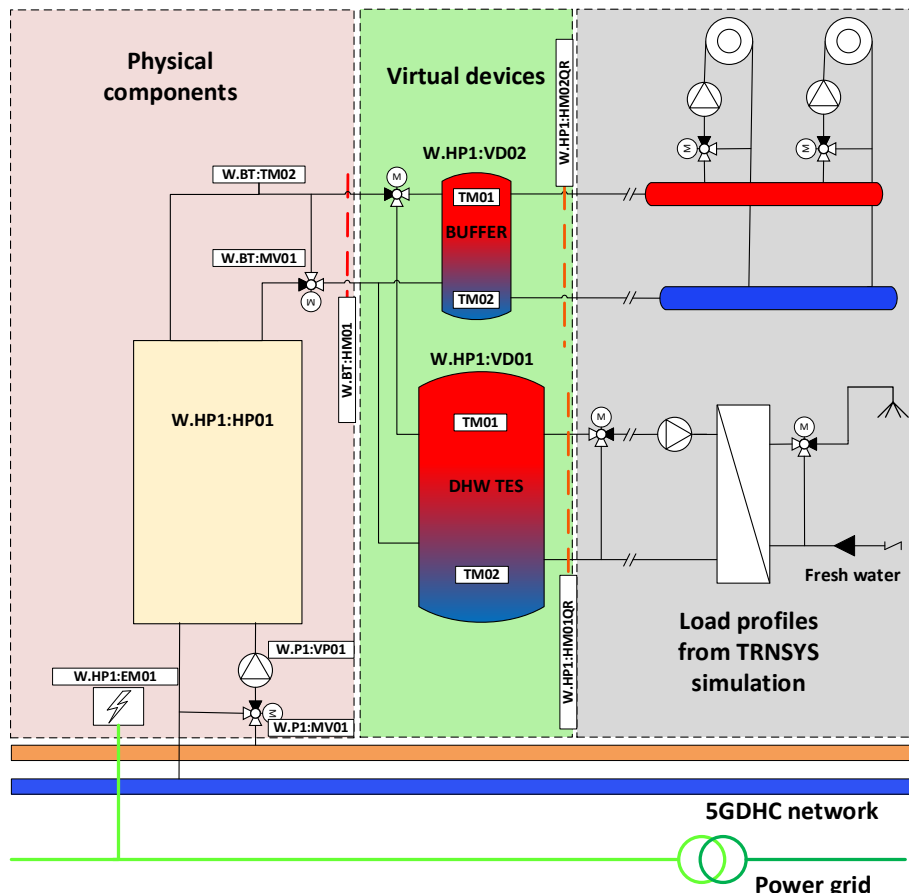 Physical
components
Virtual devices
W.HP1:HM02QR
M
M
W.HP1:VD02
W.BT:TM02
M
TM01
BUFFER
W.BT:MV01
M
TM02
W.BT:HM01
W.HP1:VD01
W.HP1:HP01
TM01
M
M
DHW TES
TM02
Fresh water
W.HP1:HM01QR
Load profiles
from TRNSYS
simulation
W.P1:VP01
W.HP1:EM01
M
W.P1:MV01
5GDHC network
Power grid